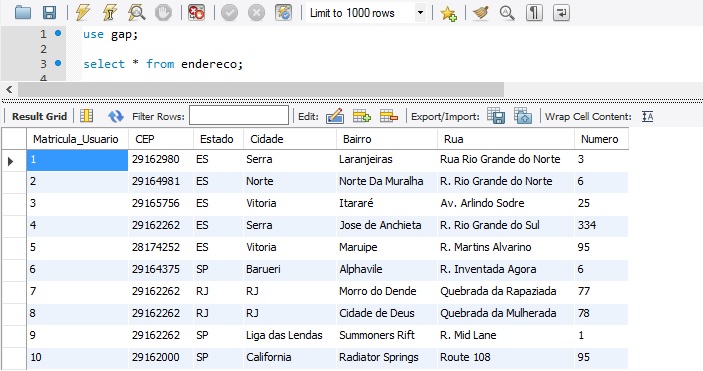 Limit to 1000 rows
1 use gap;
3 select * from endereco;
4
Result Grid Filter Rows: Edit: Export/Import: Wrap Cell Content:
Matricula_Usuario CEP Estado Cidade Bairro Rua Numero
1 29162980 ES Serra Laranjeiras Rua Rio Grande do Norte 3
2 29164981 ES Norte Norte Da Muralha R. Rio Grande do Norte 6
3 29165756 ES Vitoria Itararé Av. Arlindo Sodre 25
4 29162262 ES Serra Jose de Anchieta R. Rio Grande do Sul 334
5 28174252 ES Vitoria Maruipe R. Martins Alvarino 95
6 29164375 SP Barueri Alphavile R. Inventada Agora 6
7 29162262 RJ RJ Morro do Dende Quebrada da Rapaziada 77
8 29162262 RJ RJ Cidade de Deus Quebrada da Mulherada 78
9 29162262 SP Liga das Lendas Summoners Rift R. Mid Lane 1
10 29162000 SP California Radiator Springs Route 108 95